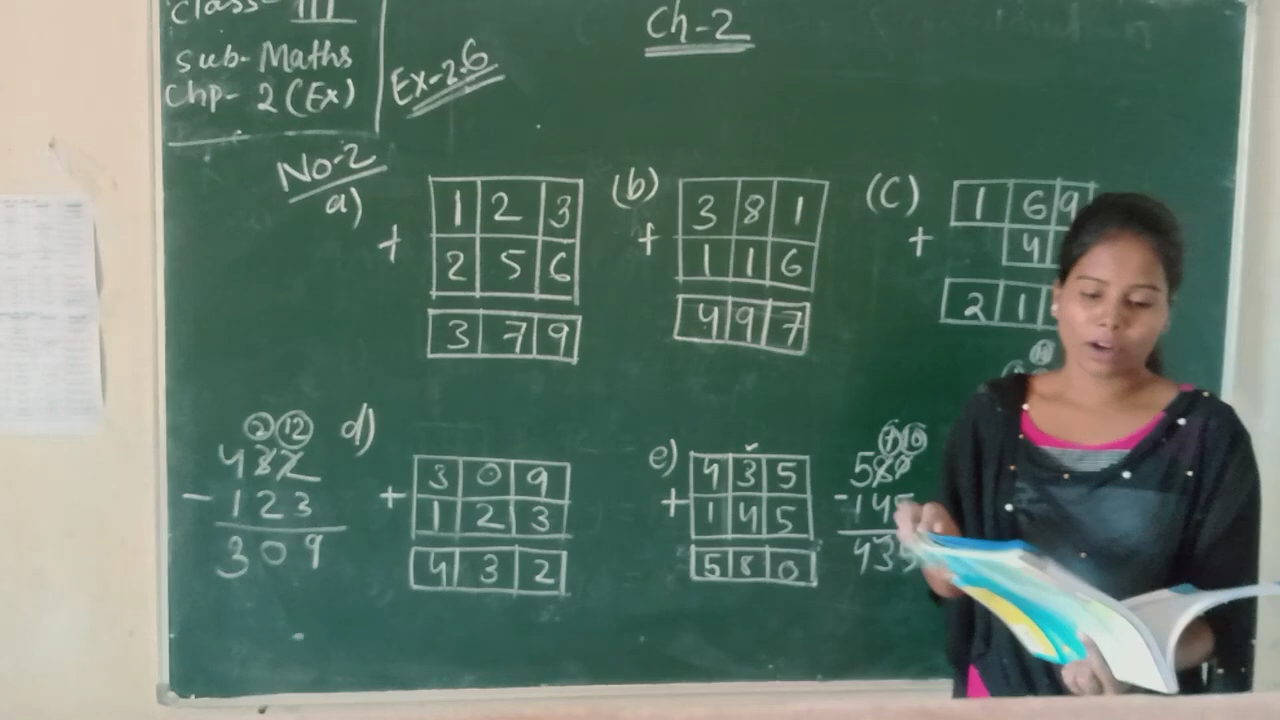 Class- III
Sub- Maths
Chp- 2 (Ex)
Ch-2
Ex-2.6
No-2
a)
1 2 3
+
2 5 6
3 7 9
(b)
3 8 1
+
1 1 6
4 9 7
(C)
1 6 9
+
4
2 1
② ⑫
4 3 2
- 1 2 3
3 0 9
d)
3 0 9
+
1 2 3
4 3 2
e)
4 3 5
+
1 4 5
5 8 0
⑦ ⑩
5 8 0
- 1 4 5
4 3 5